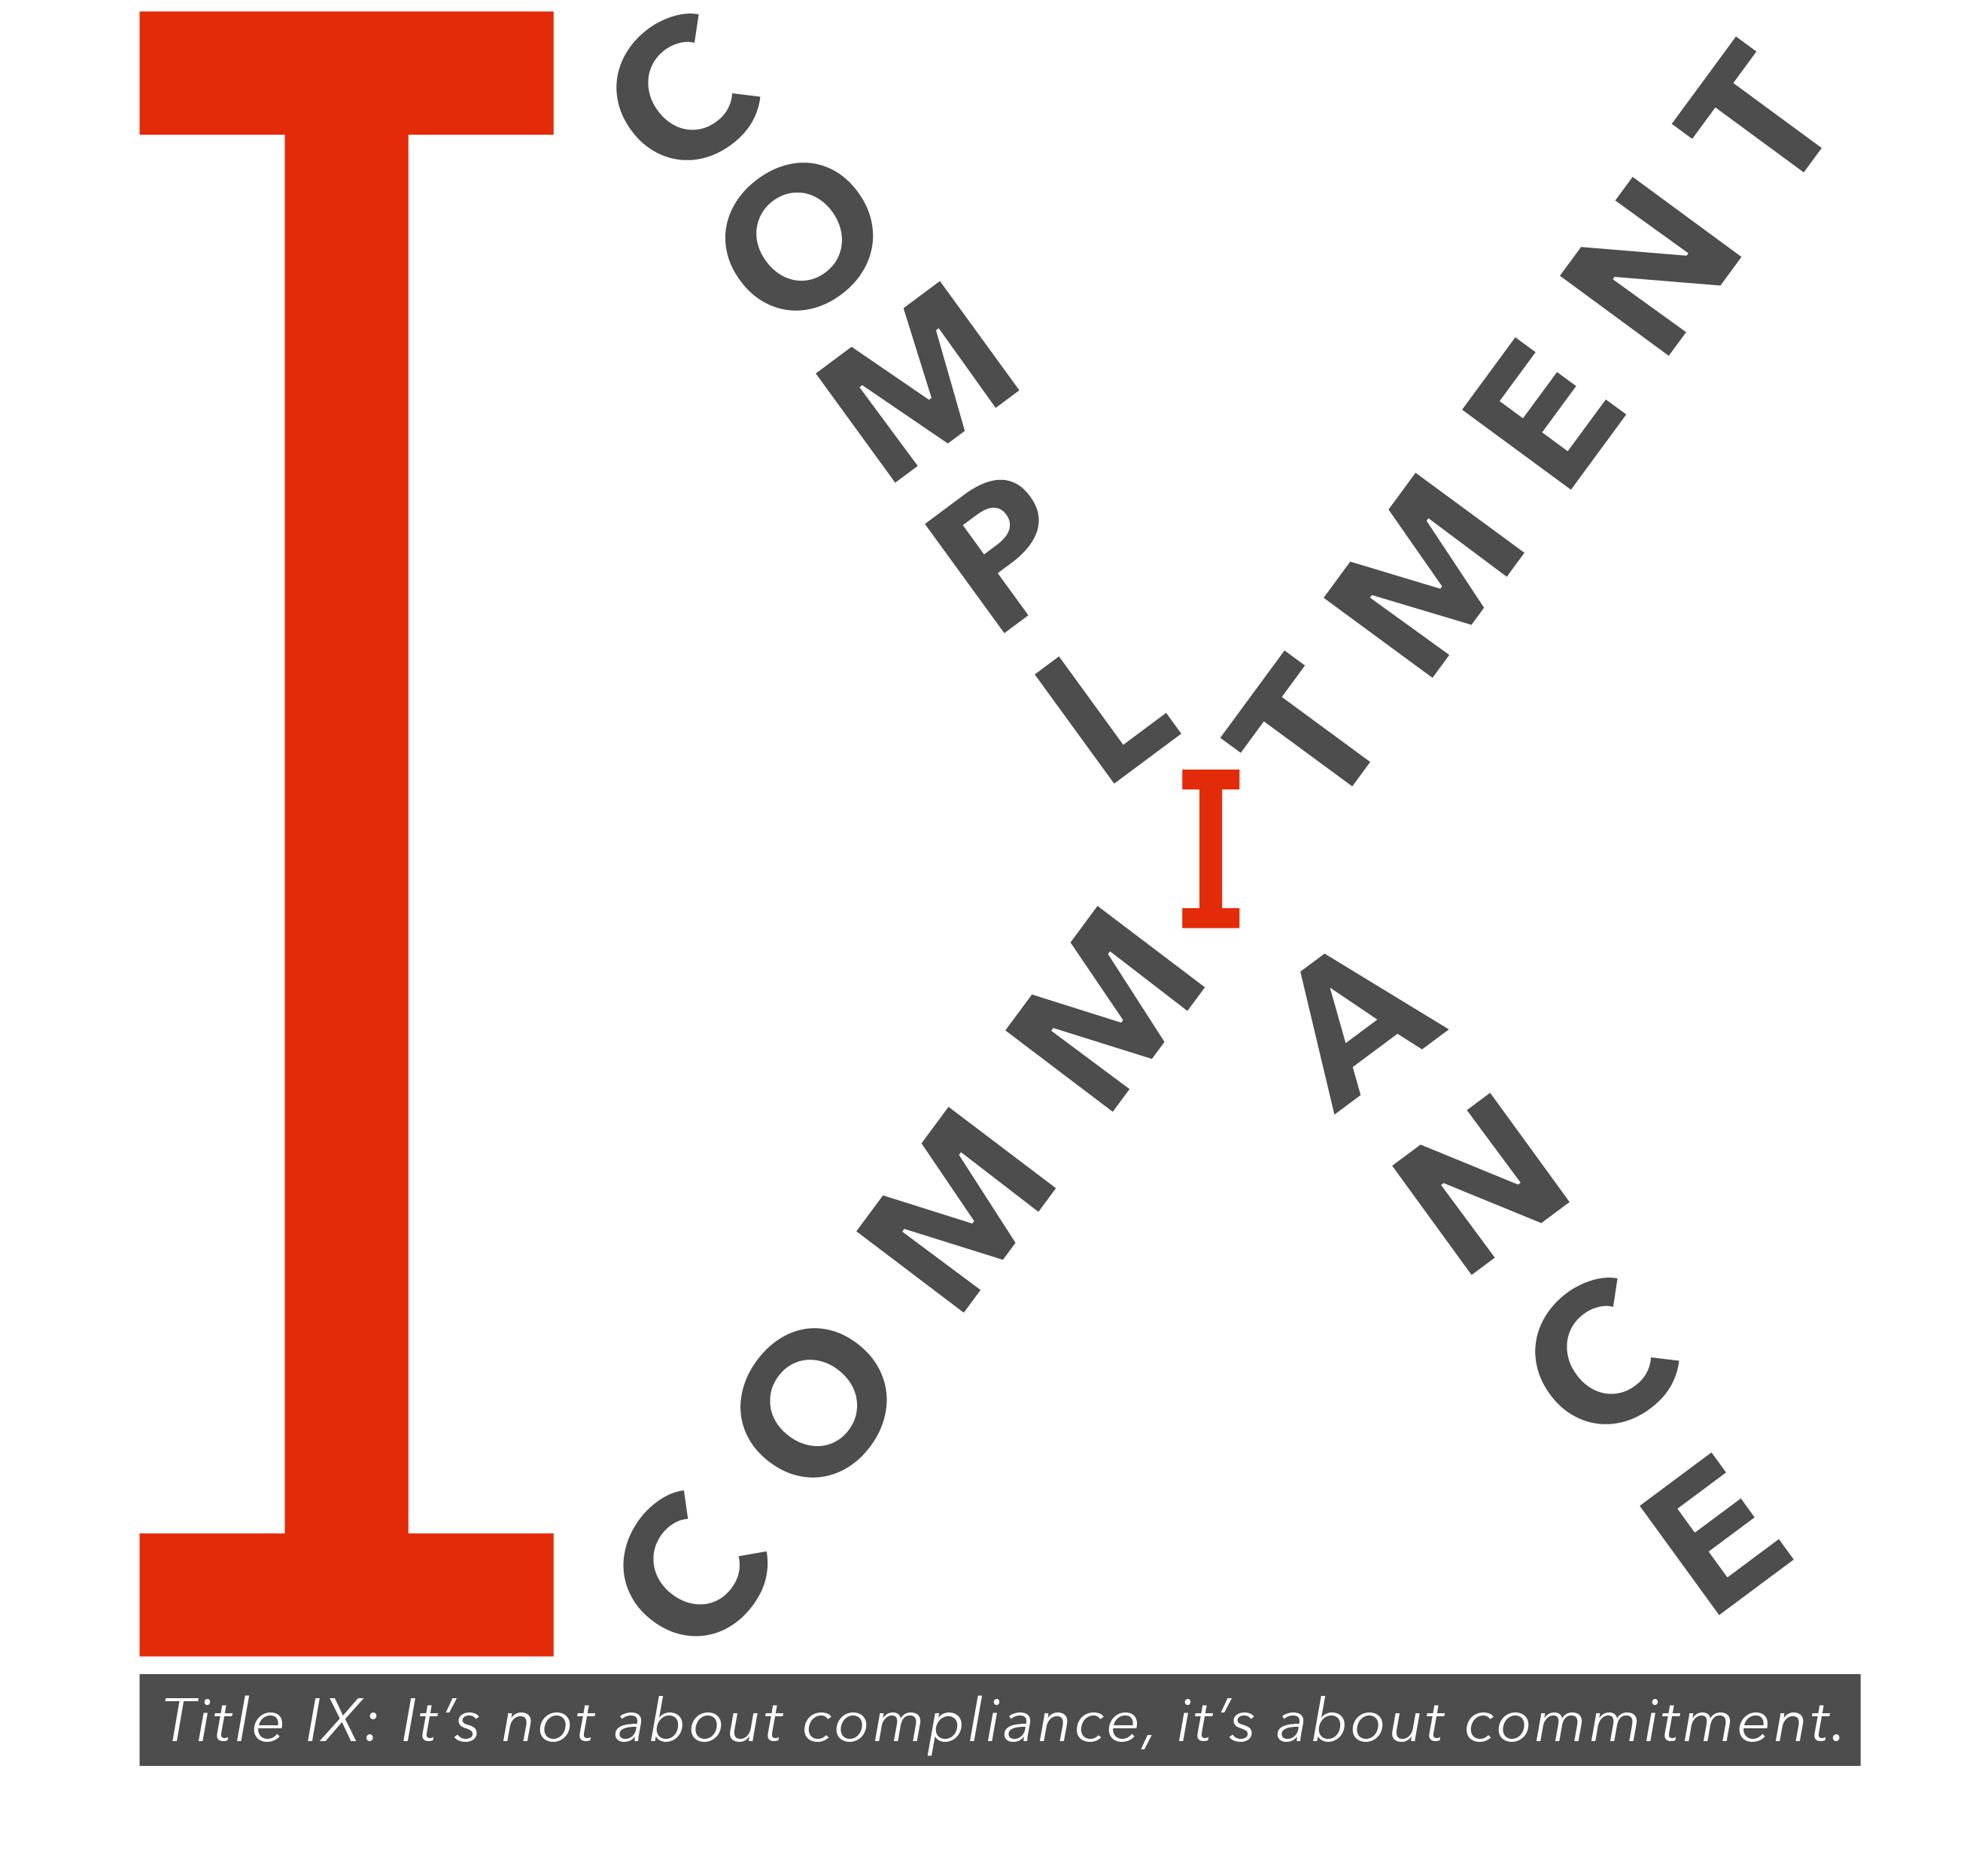 I
COMPLIANCE
COMMITMENT
Title IX: It's not about compliance, it's about commitment.